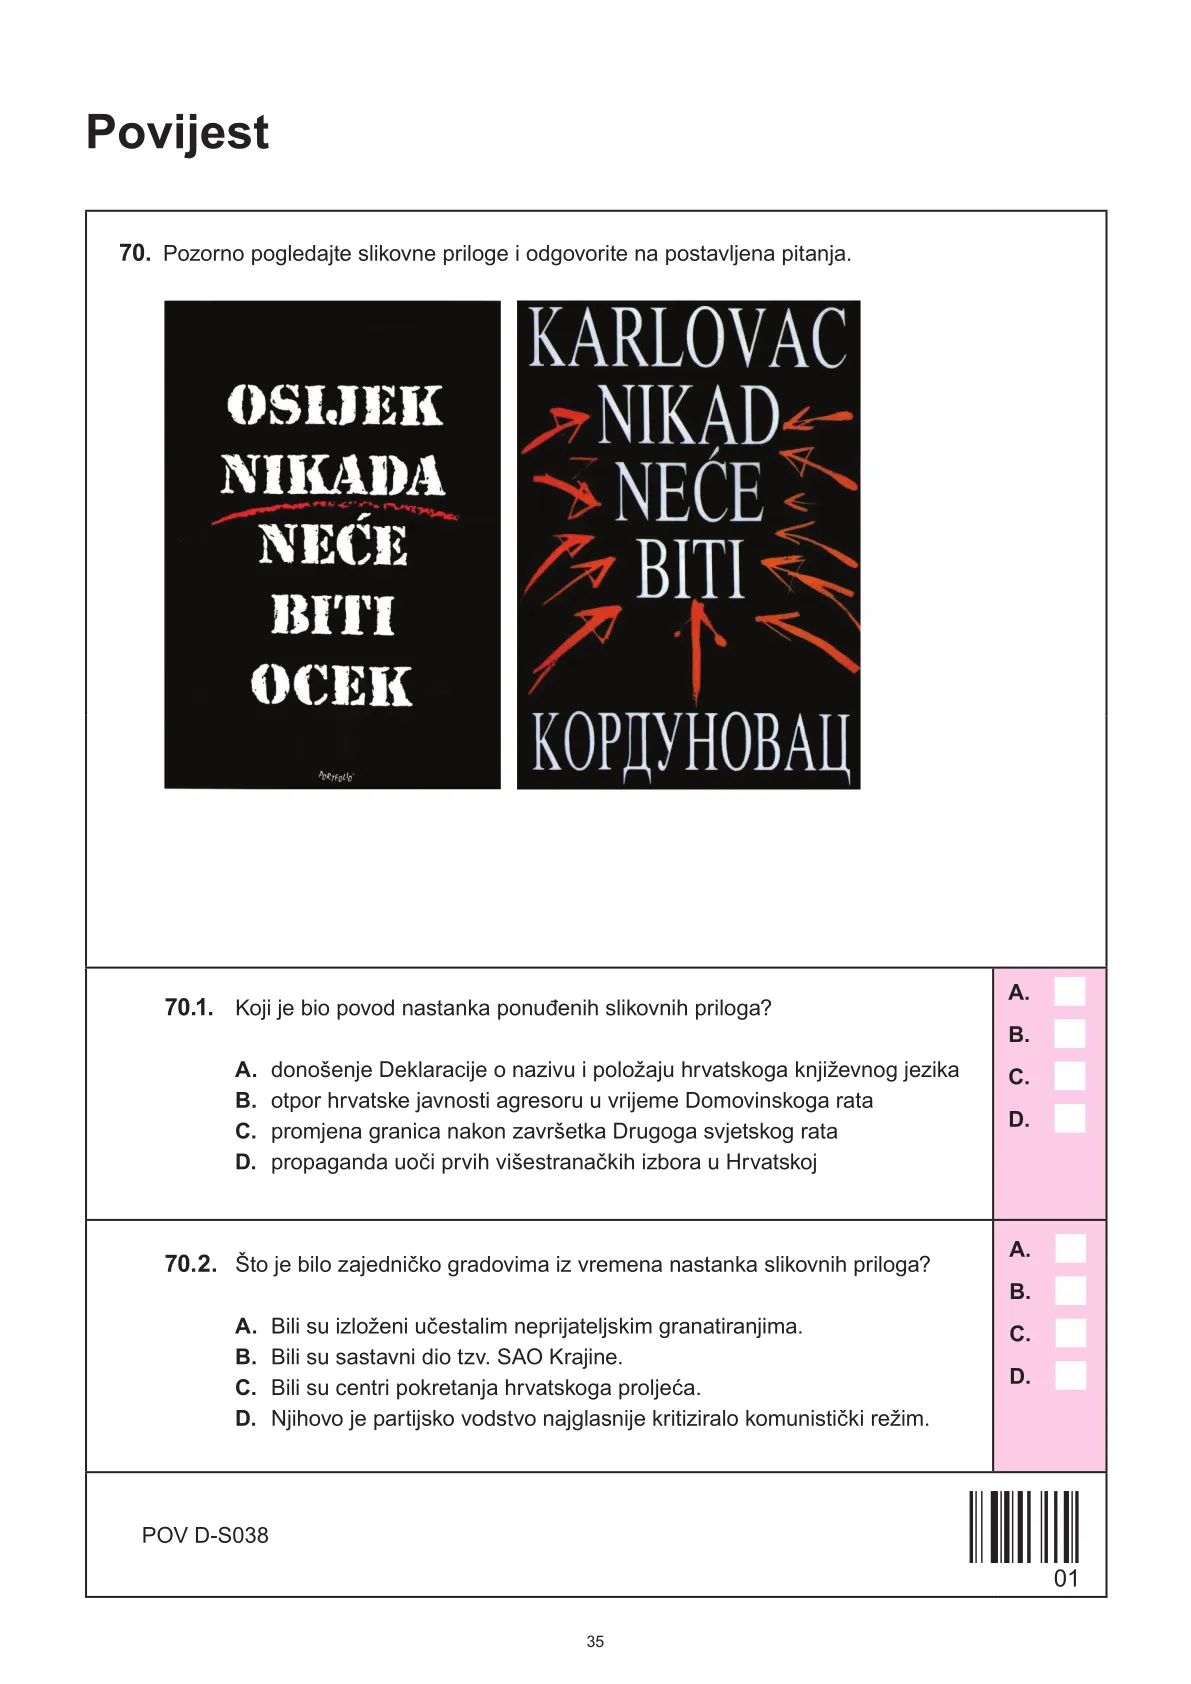 Povijest
70. Pozorno pogledajte slikovne priloge i odgovorite na postavljena pitanja.
OSIJEK
NIKADA
NEĆE
BITI
OCEK
PORTFOLIO
KARLOVAC
NIKAD
NEĆE
BITI
КОРДУНОВАЦ
70.1. Koji je bio povod nastanka ponuđenih slikovnih priloga?
A. donošenje Deklaracije o nazivu i položaju hrvatskoga književnog jezika
B. otpor hrvatske javnosti agresoru u vrijeme Domovinskoga rata
C. promjena granica nakon završetka Drugoga svjetskog rata
D. propaganda uoči prvih višestranačkih izbora u Hrvatskoj
A.
B.
C.
D.
70.2. Što je bilo zajedničko gradovima iz vremena nastanka slikovnih priloga?
A. Bili su izloženi učestalim neprijateljskim granatiranjima.
B. Bili su sastavni dio tzv. SAO Krajine.
C. Bili su centri pokretanja hrvatskoga proljeća.
D. Njihovo je partijsko vodstvo najglasnije kritiziralo komunistički režim.
A.
B.
C.
D.
POV D-S038
01
35